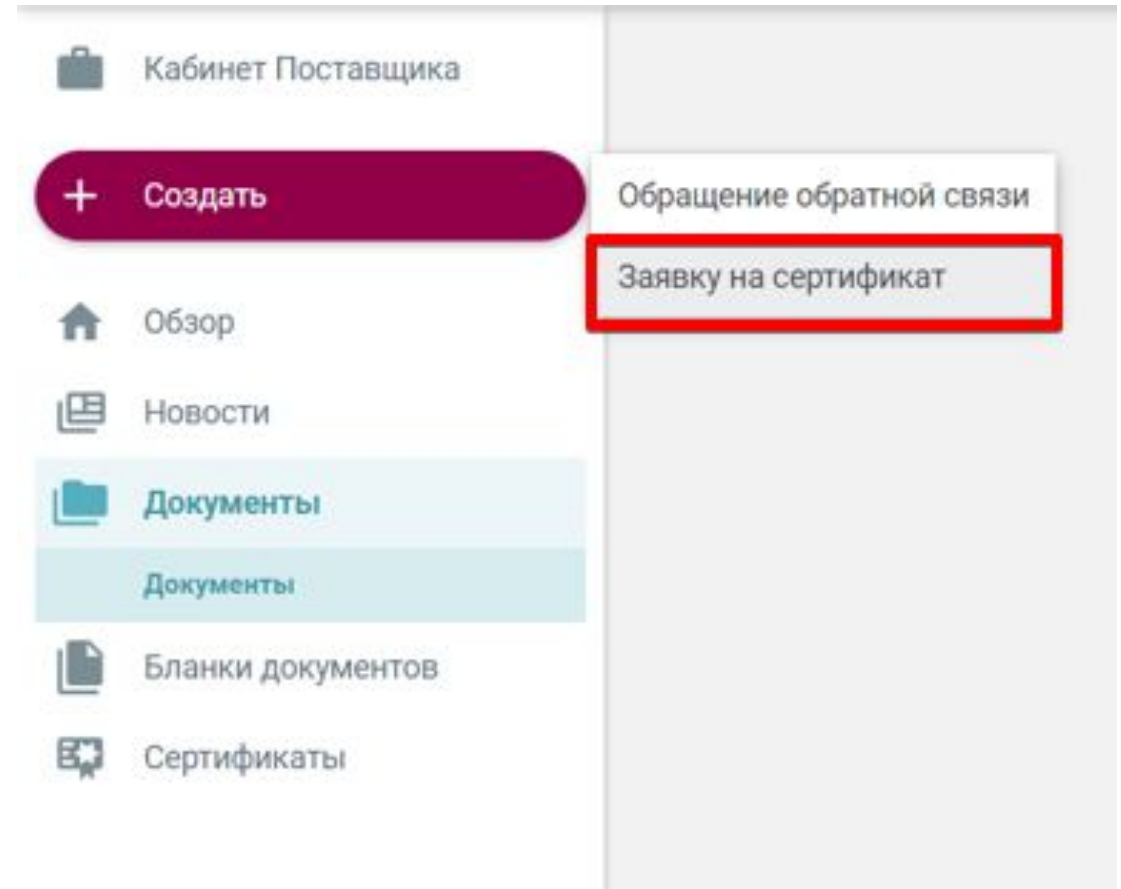 Кабинет Поставщика
Создать
Обращение обратной связи
Заявку на сертификат
Обзор
Новости
Документы
Документы
Бланки документов
Сертификаты